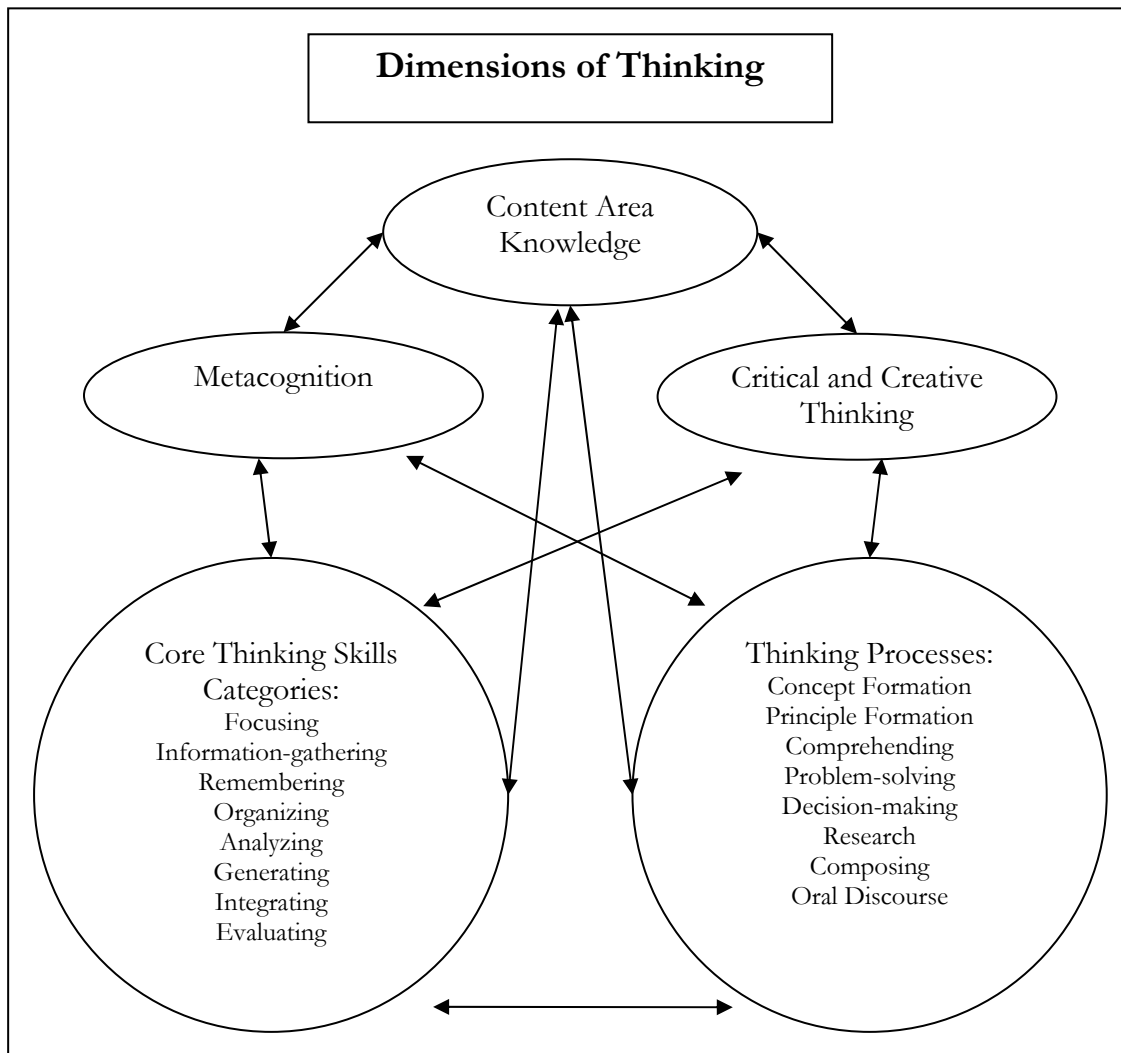 Dimensions of Thinking
Content Area
Knowledge
Metacognition
Critical and Creative
Thinking
Core Thinking Skills
Categories:
Focusing
Information-gathering
Remembering
Organizing
Analyzing
Generating
Integrating
Evaluating
Thinking Processes:
Concept Formation
Principle Formation
Comprehending
Problem-solving
Decision-making
Research
Composing
Oral Discourse